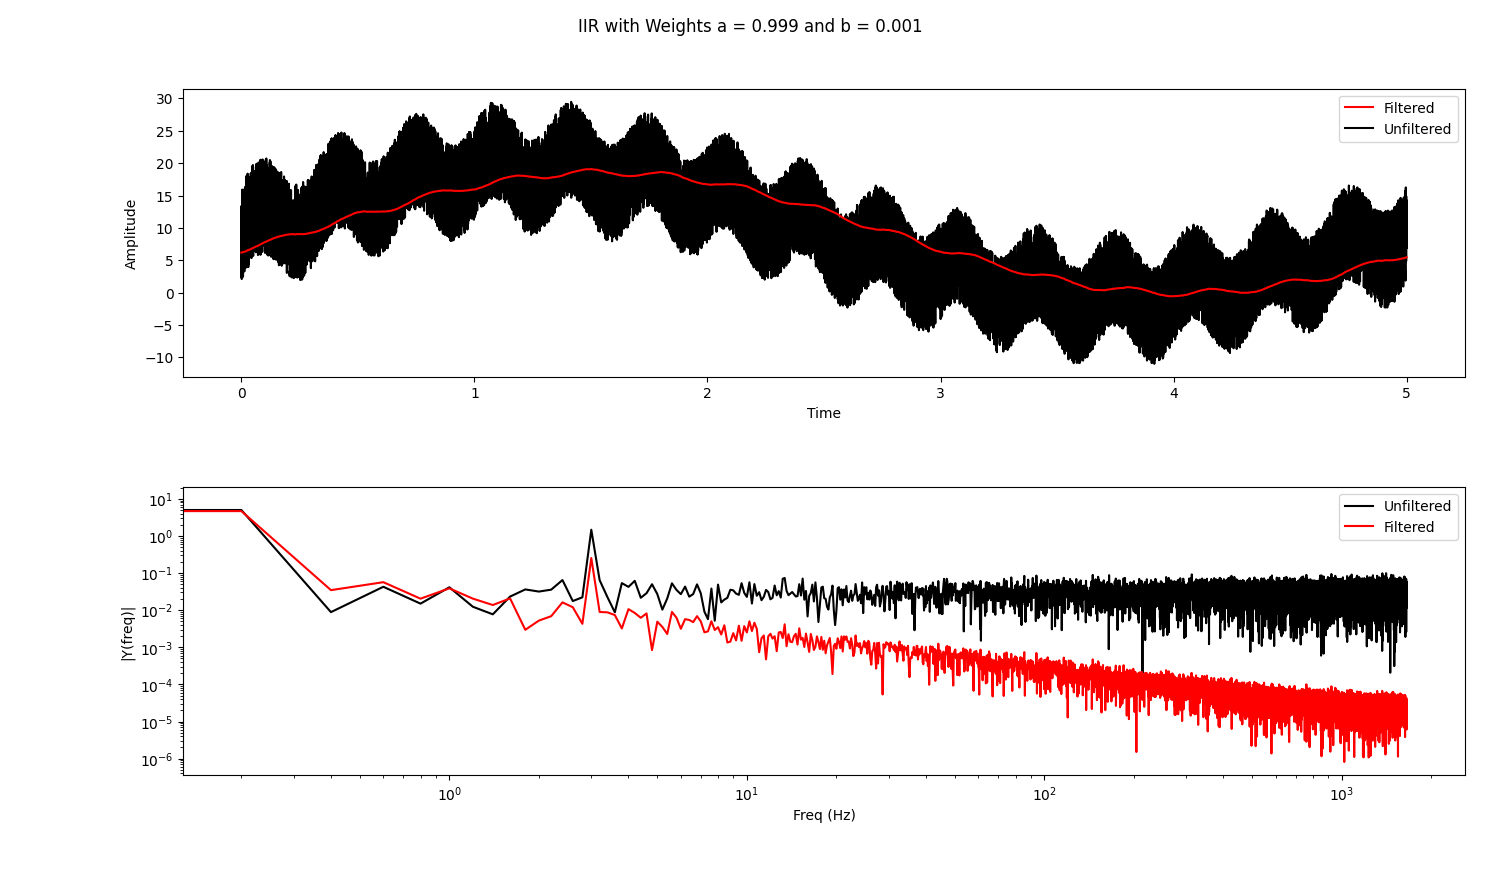 IIR with Weights a = 0.999 and b = 0.001
30
25
20
15
10
5
0
−5
−10
Amplitude
Filtered
Unfiltered
0 1 2 3 4 5
Time
10¹
10⁰
10⁻¹
10⁻²
10⁻³
10⁻⁴
10⁻⁵
10⁻⁶
|Y(freq)|
Unfiltered
Filtered
10⁰ 10¹ 10² 10³
Freq (Hz)